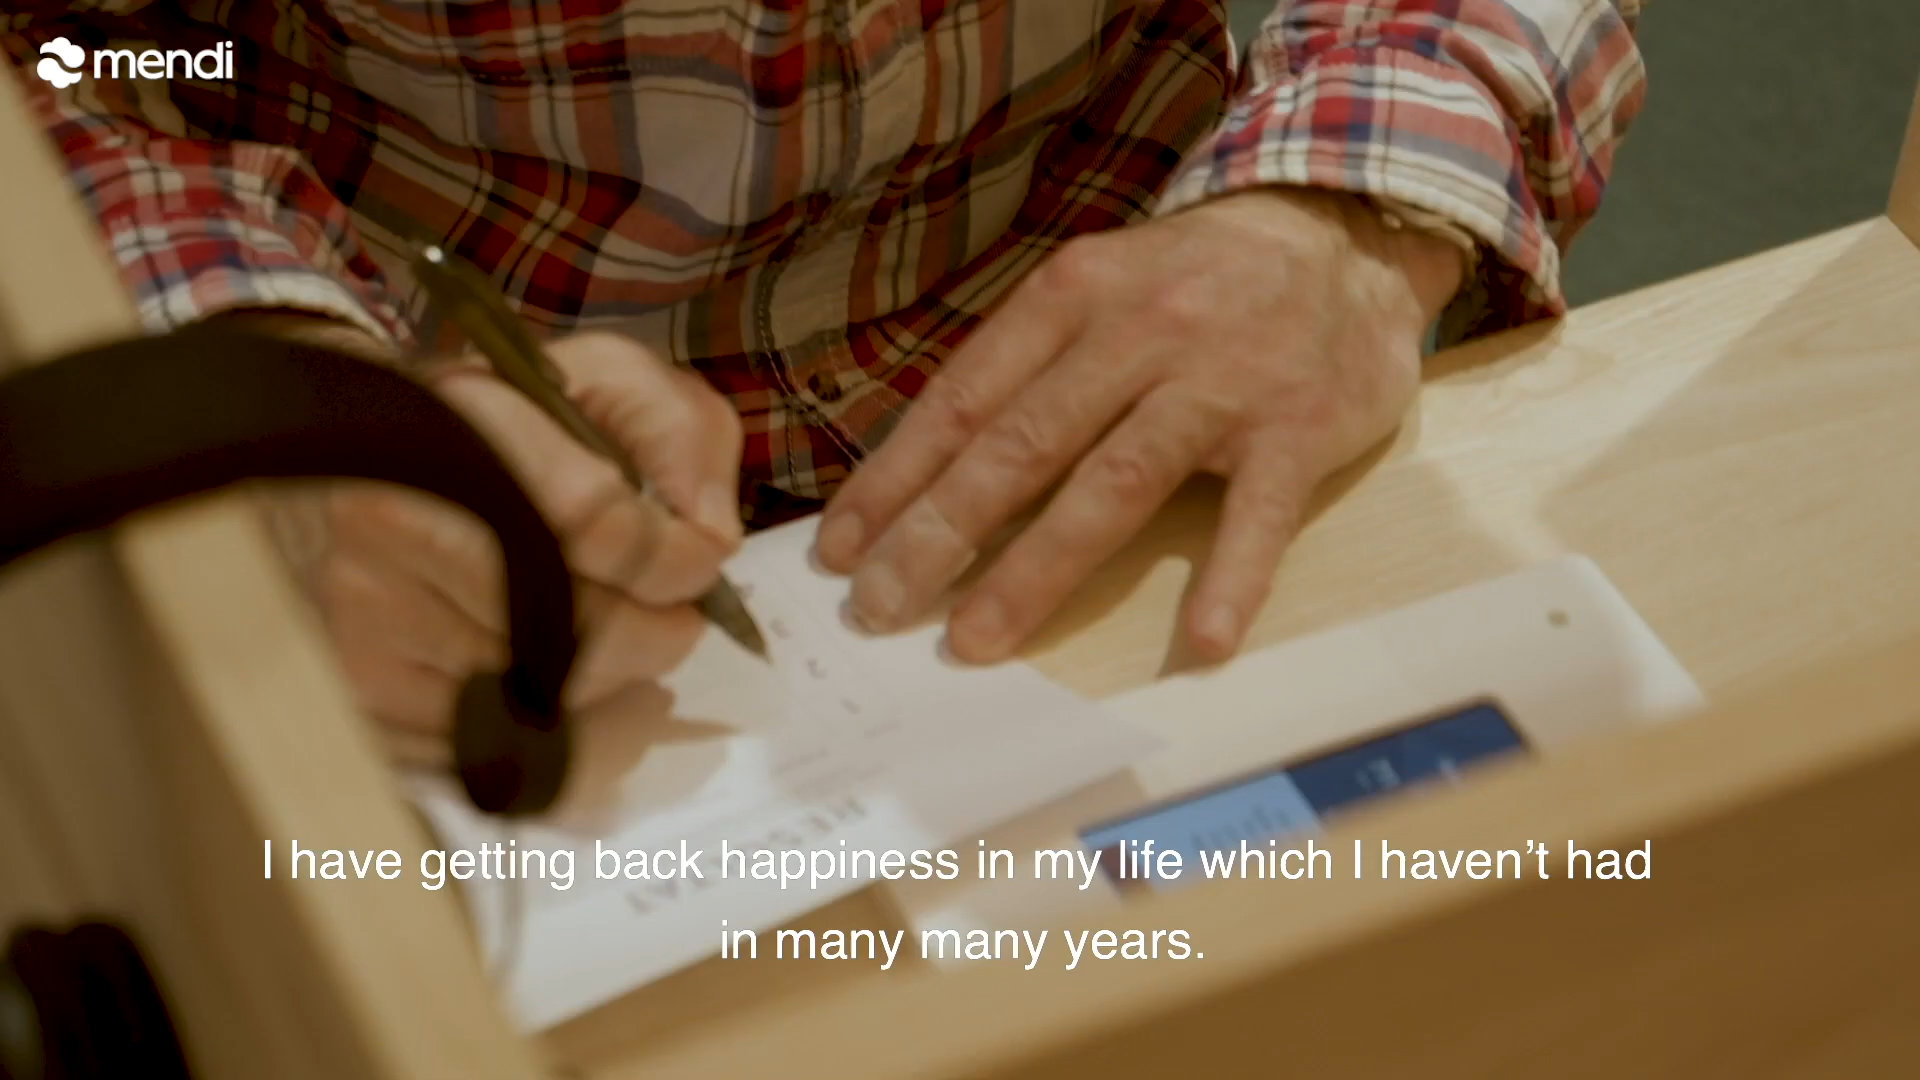 mendi
I have getting back happiness in my life which I haven’t had
in many many years.